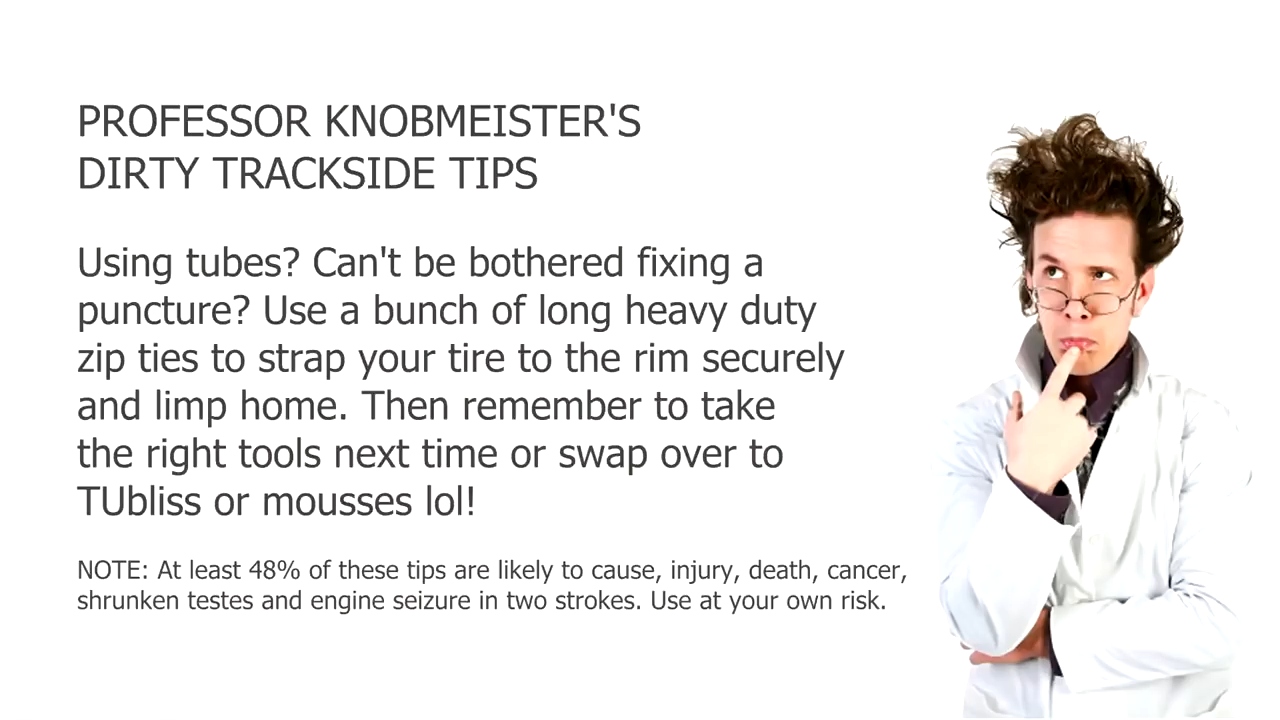 PROFESSOR KNOBMEISTER'S
DIRTY TRACKSIDE TIPS
Using tubes? Can't be bothered fixing a
puncture? Use a bunch of long heavy duty
zip ties to strap your tire to the rim securely
and limp home. Then remember to take
the right tools next time or swap over to
TUbliss or mousses lol!
NOTE: At least 48% of these tips are likely to cause, injury, death, cancer,
shrunken testes and engine seizure in two strokes. Use at your own risk.